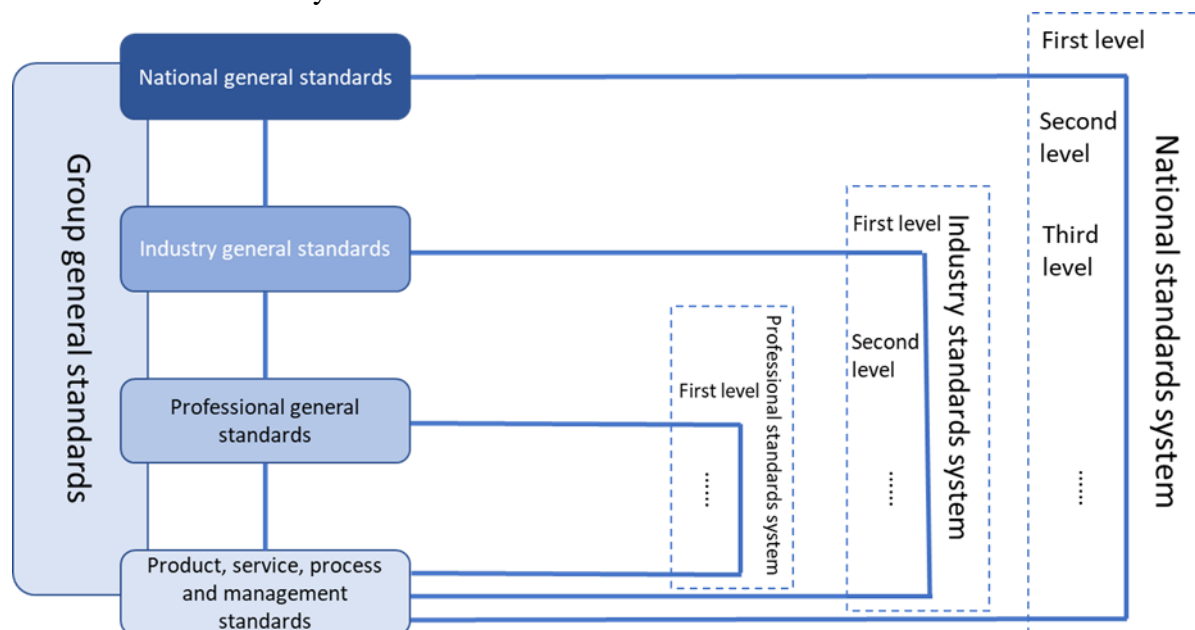 Group general standards
National general standards
Industry general standards
Professional general
standards
Product, service, process
and management
standards
First level
......
Professional standards system
First level
Second
level
......
Industry standards system
First level
Second
level
Third
level
......
National standards system